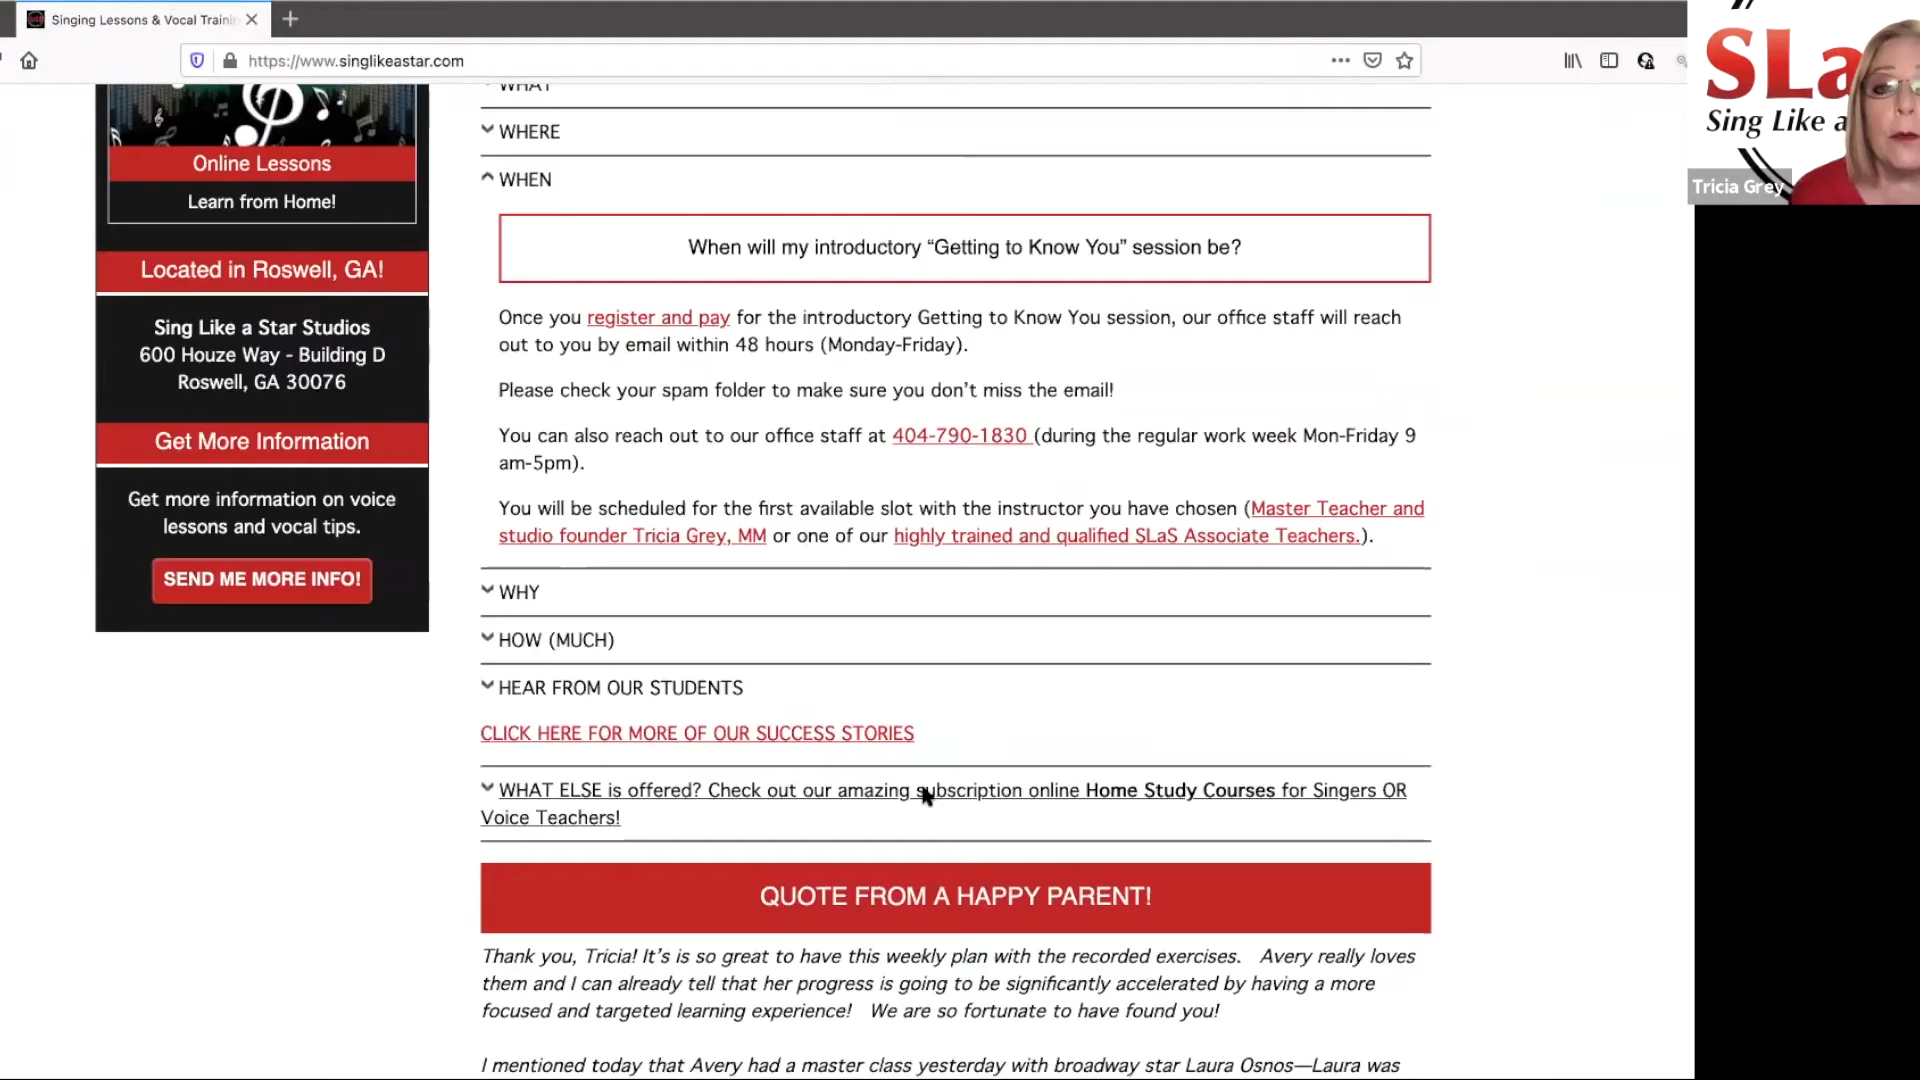 Singing Lessons & Vocal Trainin
https://www.singlikeastar.com
SLa
Sing Like a
Tricia Grey
Online Lessons
Learn from Home!
Located in Roswell, GA!
Sing Like a Star Studios
600 Houze Way - Building D
Roswell, GA 30076
Get More Information
Get more information on voice
lessons and vocal tips.
SEND ME MORE INFO!
WHAT
WHERE
WHEN
When will my introductory “Getting to Know You” session be?
Once you register and pay for the introductory Getting to Know You session, our office staff will reach
out to you by email within 48 hours (Monday-Friday).
Please check your spam folder to make sure you don’t miss the email!
You can also reach out to our office staff at 404-790-1830 (during the regular work week Mon-Friday 9
am-5pm).
You will be scheduled for the first available slot with the instructor you have chosen (Master Teacher and
studio founder Tricia Grey, MM or one of our highly trained and qualified SLaS Associate Teachers.).
WHY
HOW (MUCH)
HEAR FROM OUR STUDENTS
CLICK HERE FOR MORE OF OUR SUCCESS STORIES
WHAT ELSE is offered? Check out our amazing subscription online Home Study Courses for Singers OR
Voice Teachers!
QUOTE FROM A HAPPY PARENT!
Thank you, Tricia! It’s is so great to have this weekly plan with the recorded exercises. Avery really loves
them and I can already tell that her progress is going to be significantly accelerated by having a more
focused and targeted learning experience! We are so fortunate to have found you!
I mentioned today that Avery had a master class yesterday with broadway star Laura Osnos—Laura was